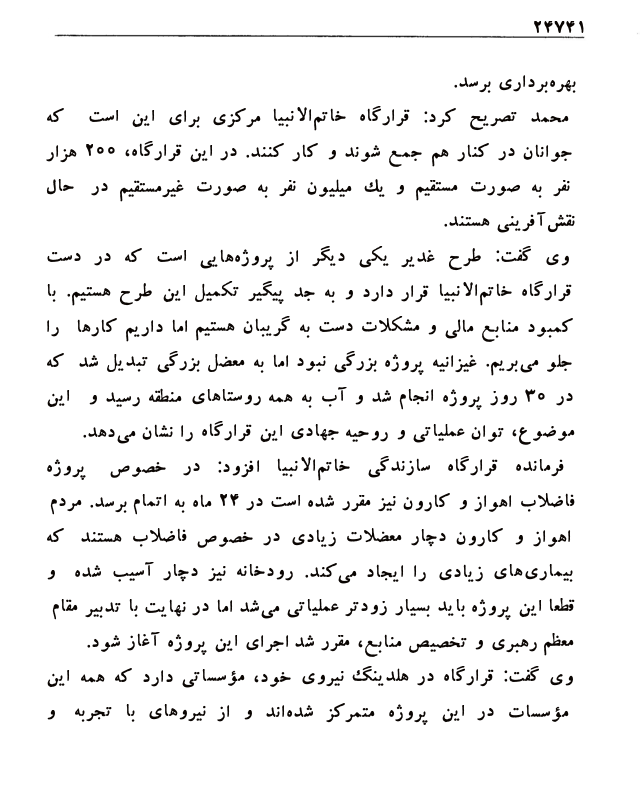 ۲۴۷۴۱
بهره‌برداری برسد.
محمد تصریح کرد: قرارگاه خاتم‌الانبیا مرکزی برای این است که
جوانان در کنار هم جمع شوند و کار کنند. در این قرارگاه، ۲۰۰ هزار
نفر به صورت مستقیم و یك میلیون نفر به صورت غیرمستقیم در حال
نقش‌آفرینی هستند.
وی گفت: طرح غدیر یکی دیگر از پروژه‌هایی است که در دست
قرارگاه خاتم‌الانبیا قرار دارد و به جد پیگیر تکمیل این طرح هستیم. با
کمبود منابع مالی و مشکلات دست به گریبان هستیم اما داریم کارها را
جلو می‌بریم. غیزانیه پروژه بزرگی نبود اما به معضل بزرگی تبدیل شد که
در ۳۰ روز پروژه انجام شد و آب به همه روستاهای منطقه رسید و این
موضوع، توان عملیاتی و روحیه جهادی این قرارگاه را نشان می‌دهد.
فرمانده قرارگاه سازندگی خاتم‌الانبیا افزود: در خصوص پروژه
فاضلاب اهواز و کارون نیز مقرر شده است در ۲۴ ماه به اتمام برسد. مردم
اهواز و کارون دچار معضلات زیادی در خصوص فاضلاب هستند که
بیماری‌های زیادی را ایجاد می‌کند. رودخانه نیز دچار آسیب شده و
قطعا این پروژه باید بسیار زودتر عملیاتی می‌شد اما در نهایت با تدبیر مقام
معظم رهبری و تخصیص منابع، مقرر شد اجرای این پروژه آغاز شود.
وی گفت: قرارگاه در هلدینگ نیروی خود، مؤسساتی دارد که همه این
مؤسسات در این پروژه متمرکز شده‌اند و از نیروهای با تجربه و